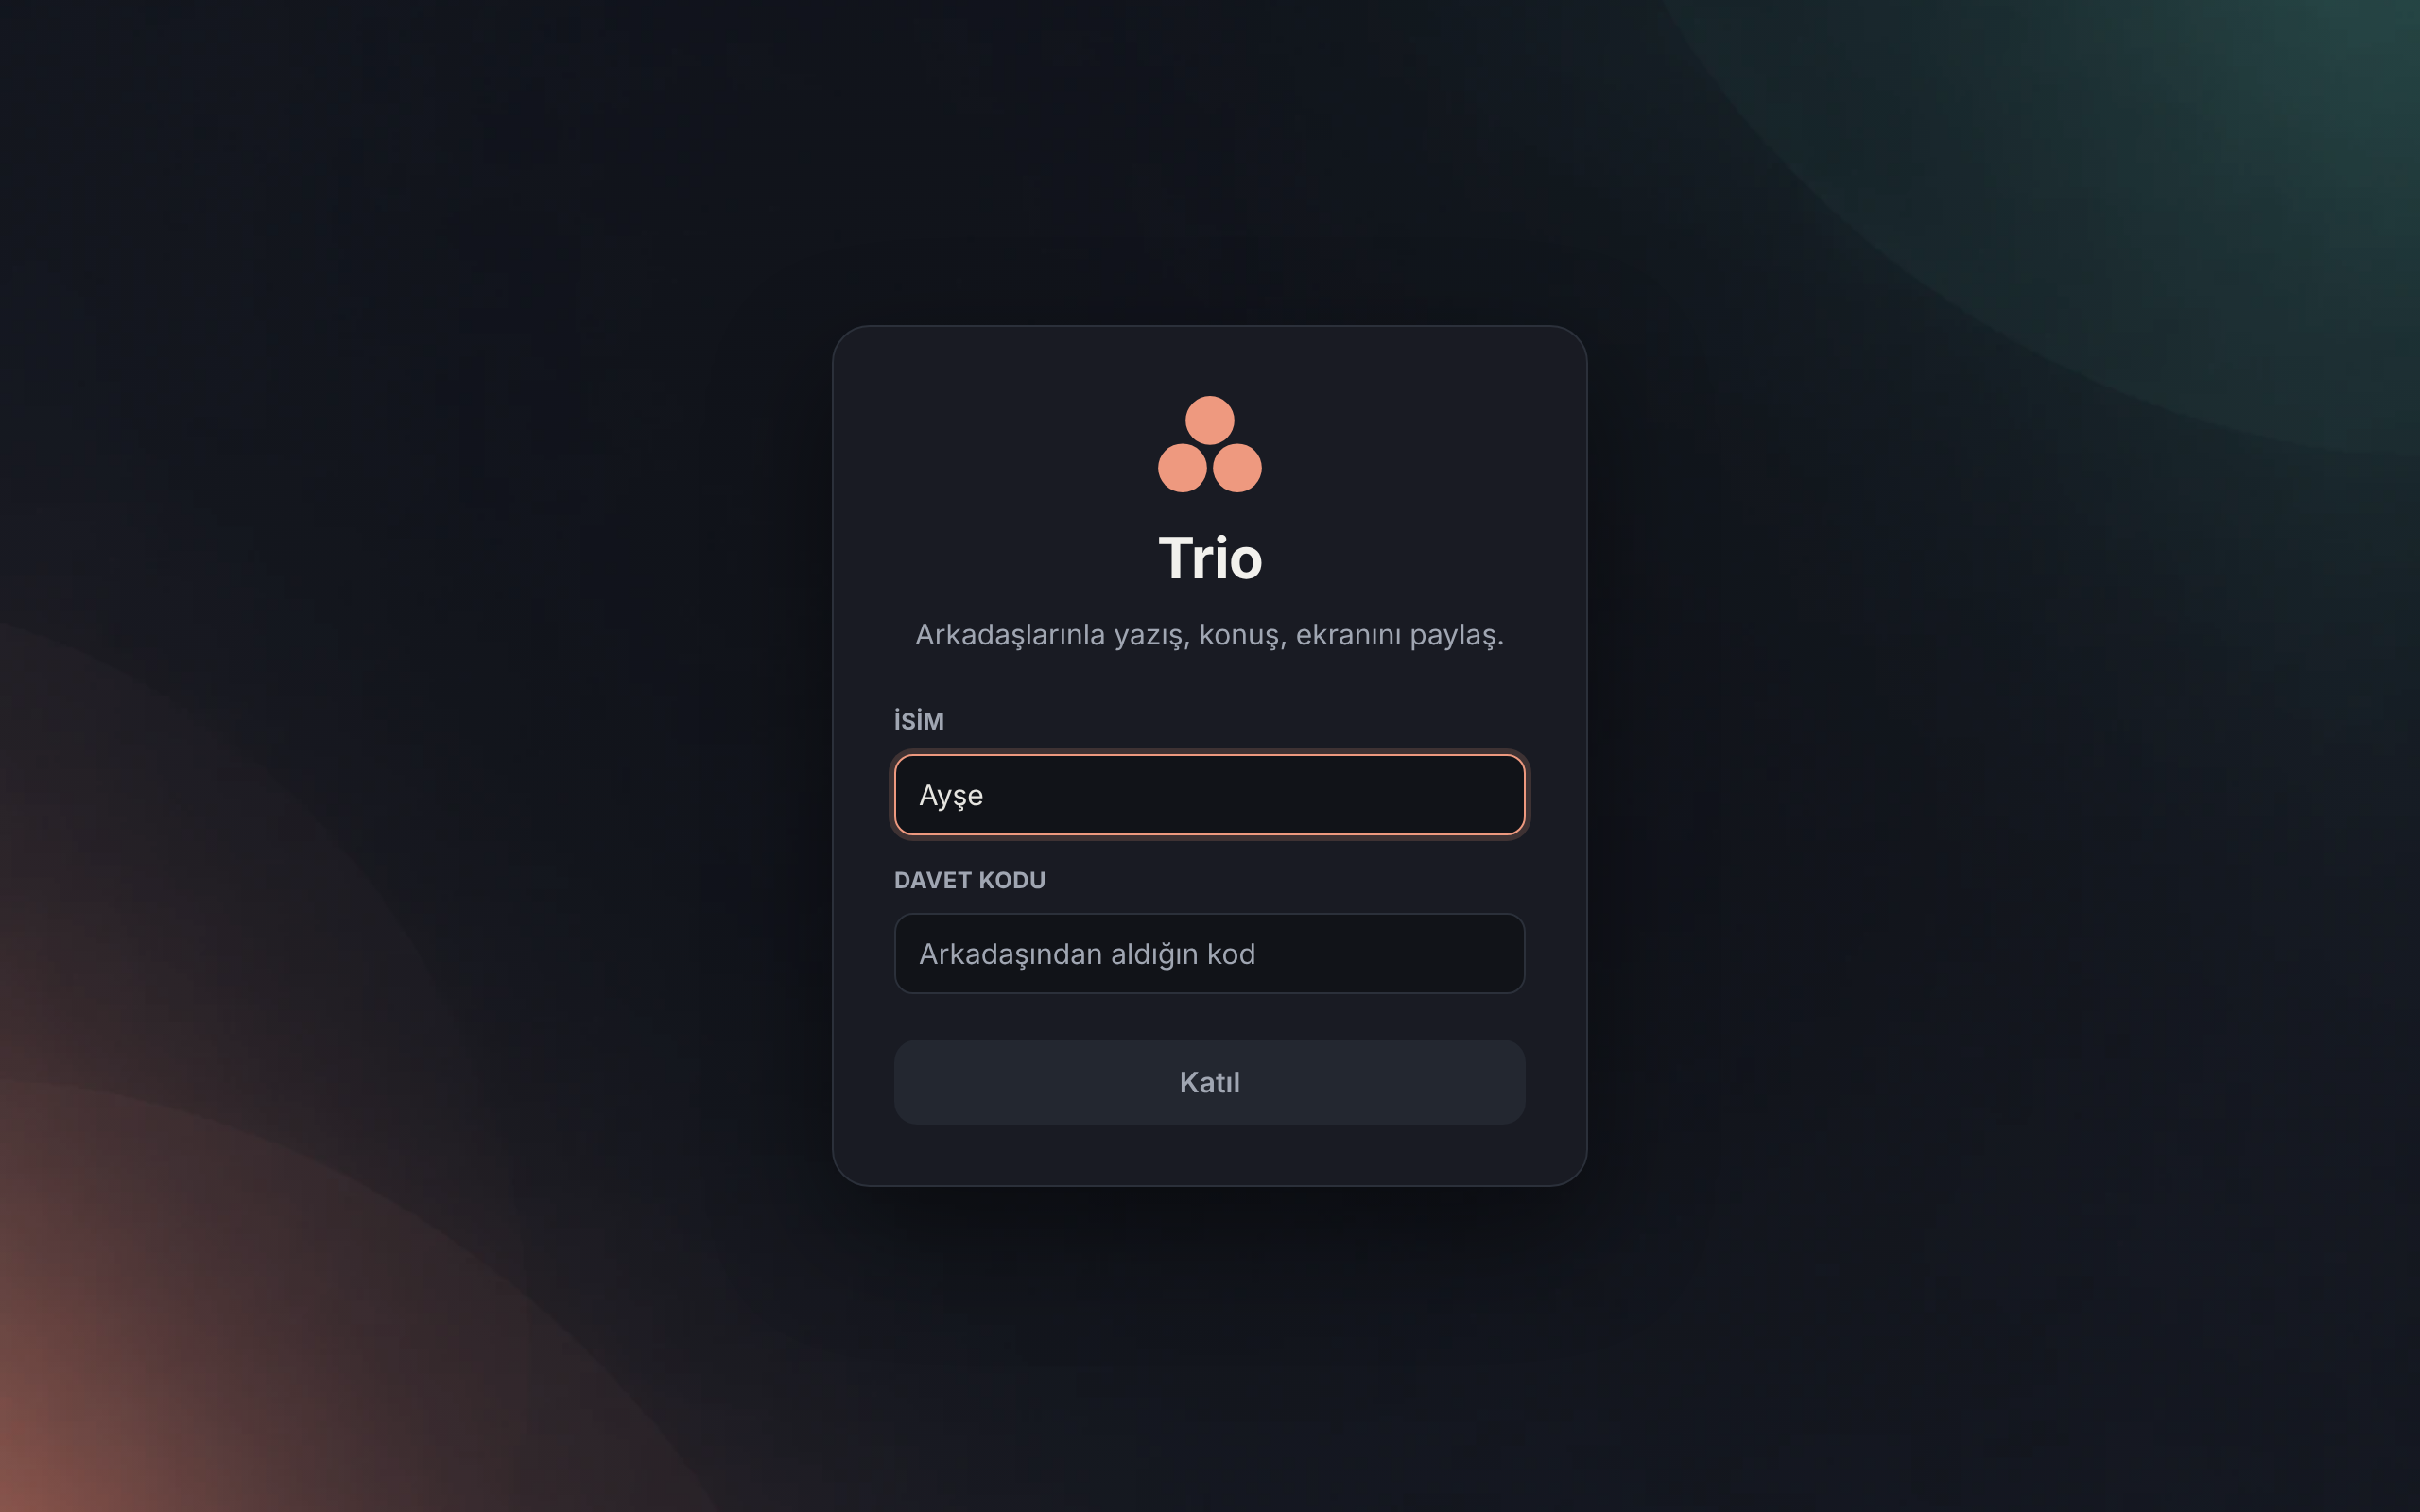 Trio
Arkadaşlarınla yazış, konuş, ekranını paylaş.
İSİM
Ayşe
DAVET KODU
Arkadaşından aldığın kod
Katıl